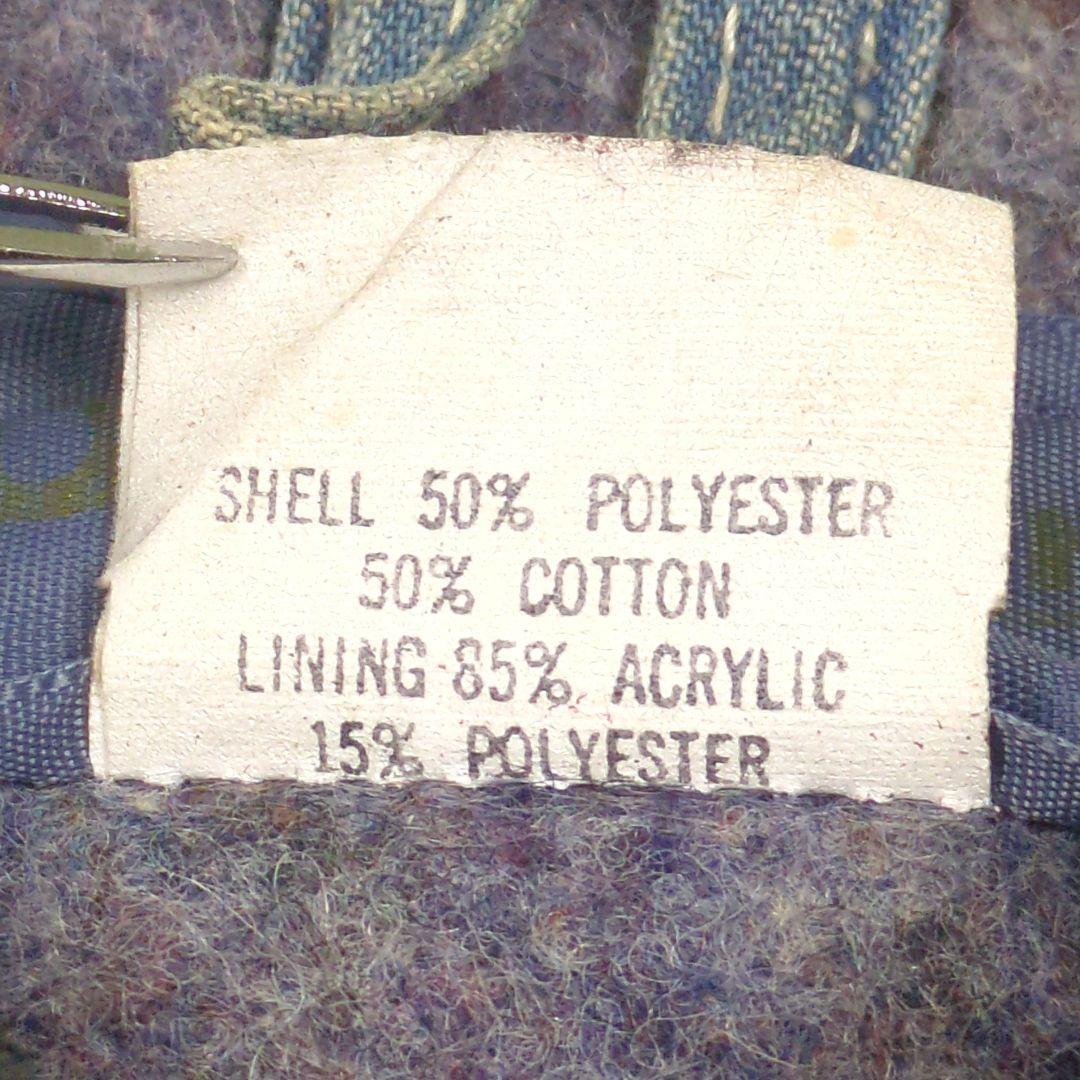 SHELL 50% POLYESTER
50% COTTON
LINING 85% ACRYLIC
15% POLYESTER